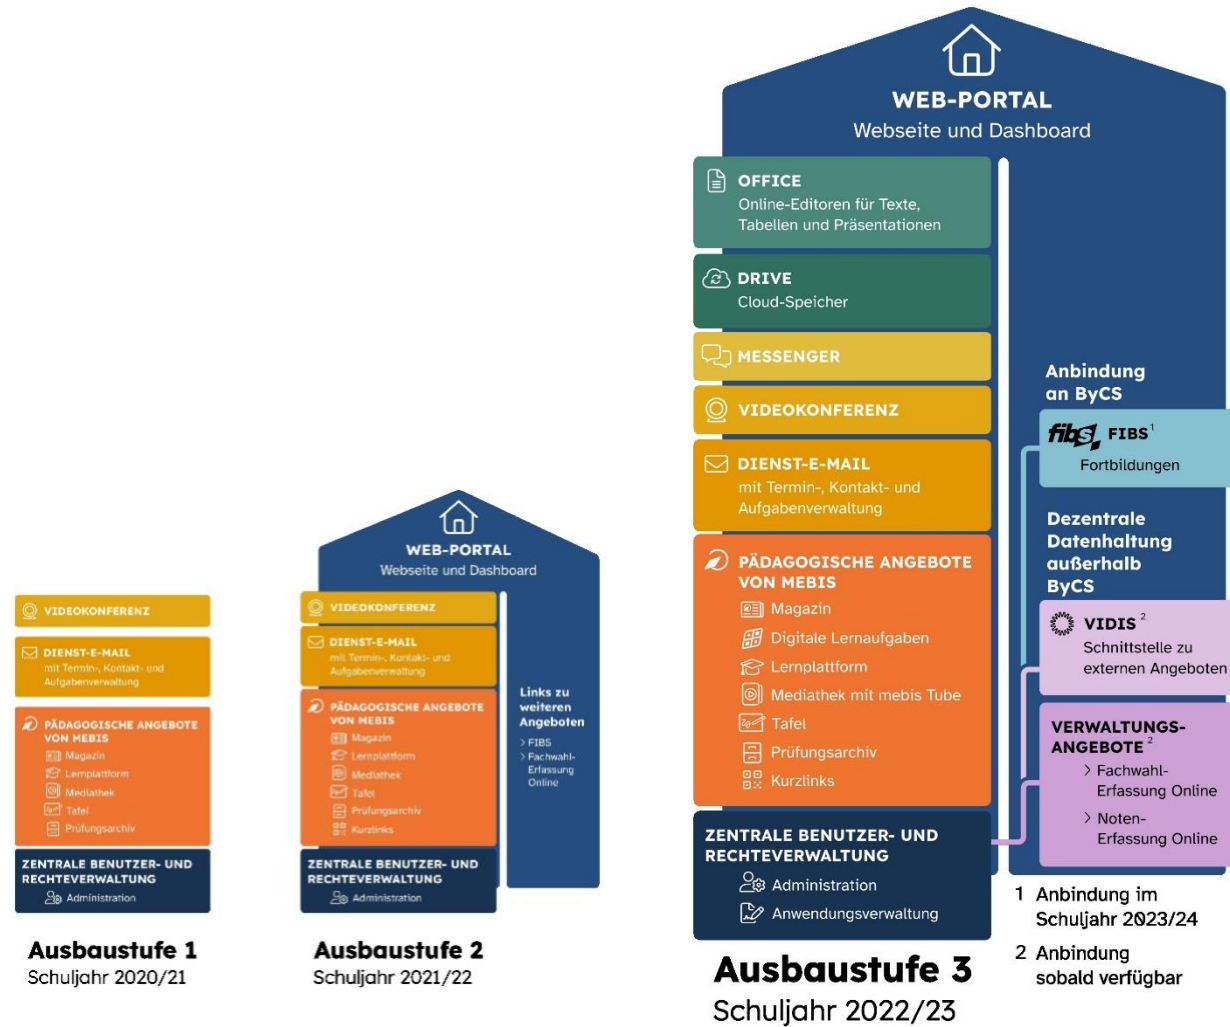 VIDEOKONFERENZ
DIENST-E-MAIL
mit Termin-, Kontakt- und
Aufgabenverwaltung
PÄDAGOGISCHE ANGEBOTE
VON MEBIS
Magazin
Lernplattform
Mediathek
Tafel
Prüfungsarchiv
ZENTRALE BENUTZER- UND
RECHTEVERWALTUNG
Administration
Ausbaustufe 1
Schuljahr 2020/21
WEB-PORTAL
Webseite und Dashboard
VIDEOKONFERENZ
DIENST-E-MAIL
mit Termin-, Kontakt- und
Aufgabenverwaltung
PÄDAGOGISCHE ANGEBOTE
VON MEBIS
Magazin
Lernplattform
Mediathek
Tafel
Prüfungsarchiv
Kurzlinks
ZENTRALE BENUTZER- UND
RECHTEVERWALTUNG
Administration
Links zu
weiteren
Angeboten
> FIBS
> Fachwahl-
Erfassung
Online
Ausbaustufe 2
Schuljahr 2021/22
WEB-PORTAL
Webseite und Dashboard
OFFICE
Online-Editoren für Texte,
Tabellen und Präsentationen
DRIVE
Cloud-Speicher
MESSENGER
VIDEOKONFERENZ
DIENST-E-MAIL
mit Termin-, Kontakt- und
Aufgabenverwaltung
PÄDAGOGISCHE ANGEBOTE
VON MEBIS
Magazin
Digitale Lernaufgaben
Lernplattform
Mediathek mit mebis Tube
Tafel
Prüfungsarchiv
Kurzlinks
ZENTRALE BENUTZER- UND
RECHTEVERWALTUNG
Administration
Anwendungsverwaltung
Anbindung
an ByCS
fibs FIBS¹
Fortbildungen
Dezentrale
Datenhaltung
außerhalb
ByCS
VIDIS²
Schnittstelle zu
externen Angeboten
VERWALTUNGS-
ANGEBOTE²
> Fachwahl-
Erfassung Online
> Noten-
Erfassung Online
Ausbaustufe 3
Schuljahr 2022/23
1 Anbindung im
Schuljahr 2023/24
2 Anbindung
sobald verfügbar